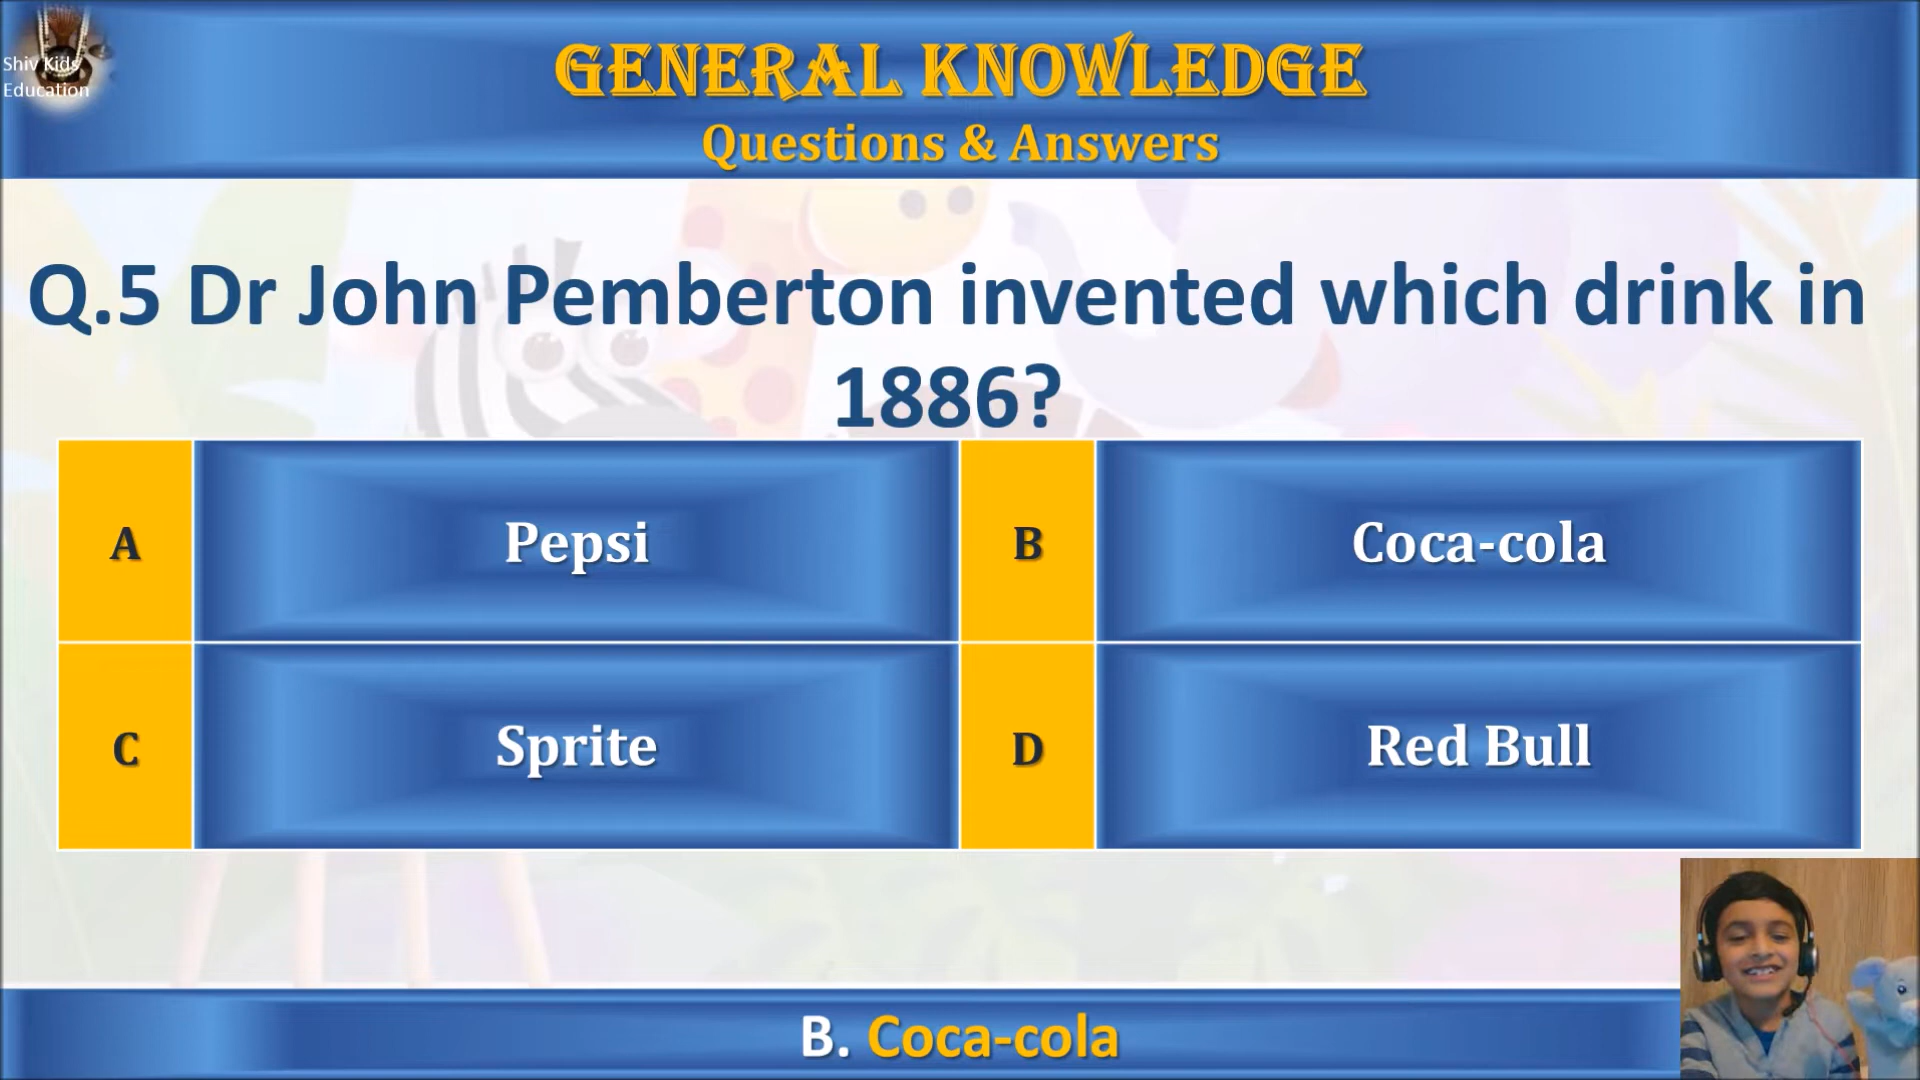 Shiv Kids
Education
GENERAL KNOWLEDGE
Questions & Answers
Q.5 Dr John Pemberton invented which drink in
1886?
A
Pepsi
B
Coca-cola
C
Sprite
D
Red Bull
B. Coca-cola